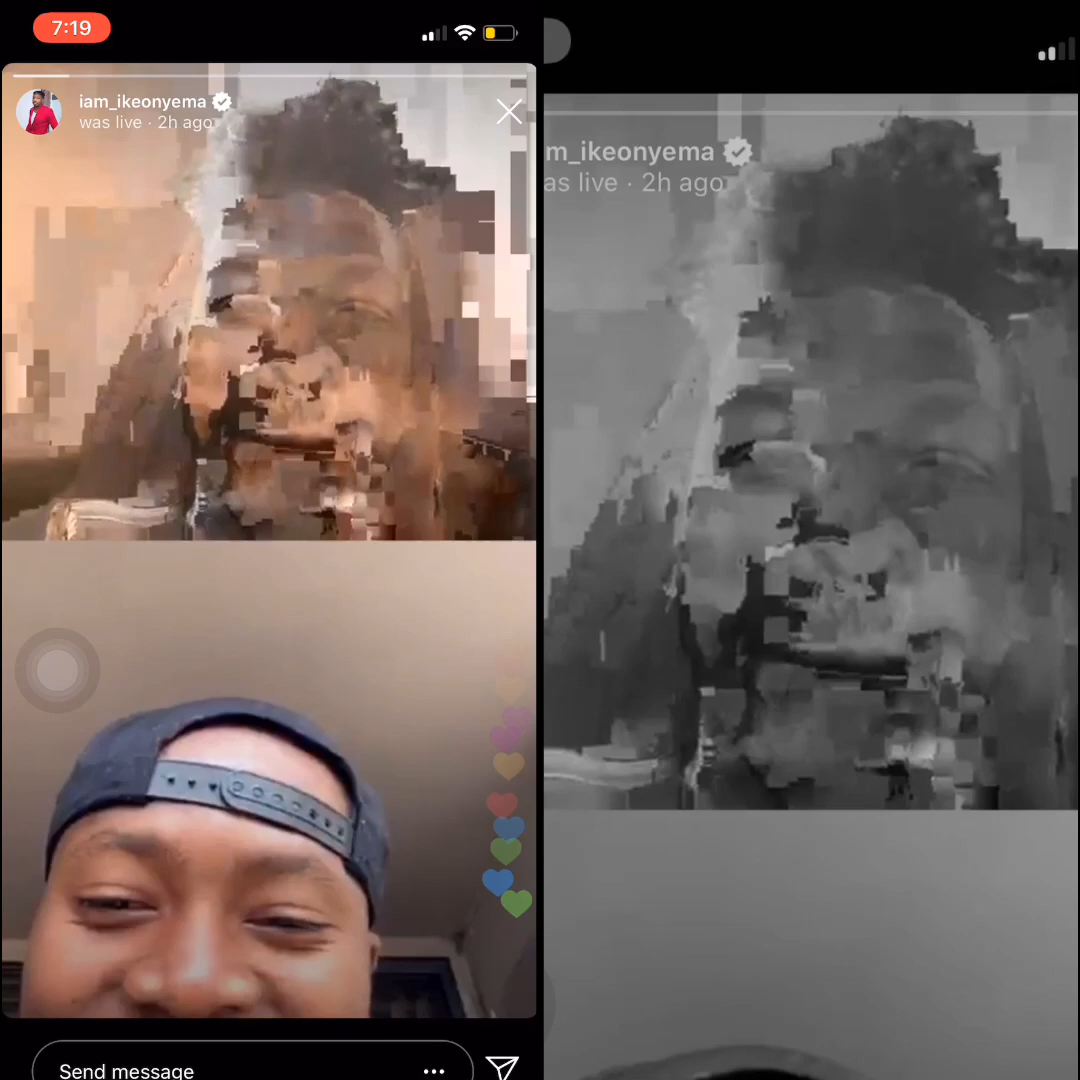 7:19
iam_ikeonyema
was live · 2h ago
Send message
m_ikeonyema
as live · 2h ago